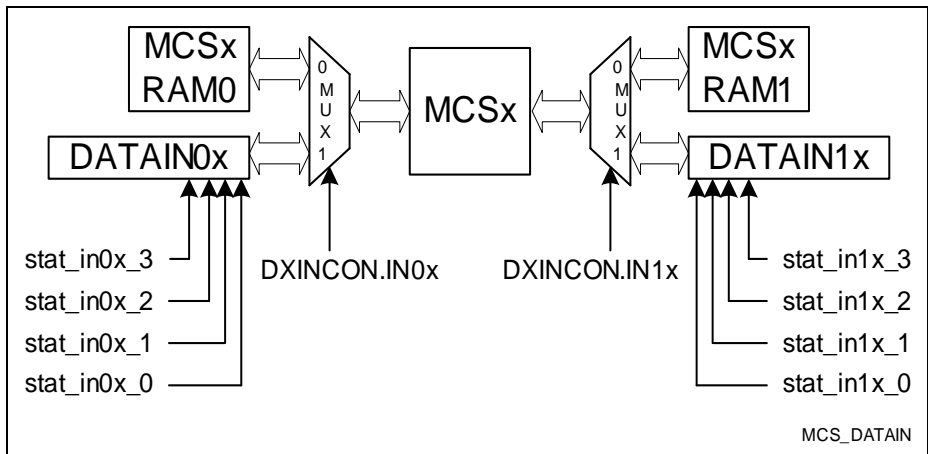 MCSx
RAM0
0
M
U
X
1
MCSx
0
M
U
X
1
MCSx
RAM1
DATAIN0x
DATAIN1x
stat_in0x_3
DXINCON.IN0x
DXINCON.IN1x
stat_in1x_3
stat_in0x_2
stat_in1x_2
stat_in0x_1
stat_in1x_1
stat_in0x_0
stat_in1x_0
MCS_DATAIN